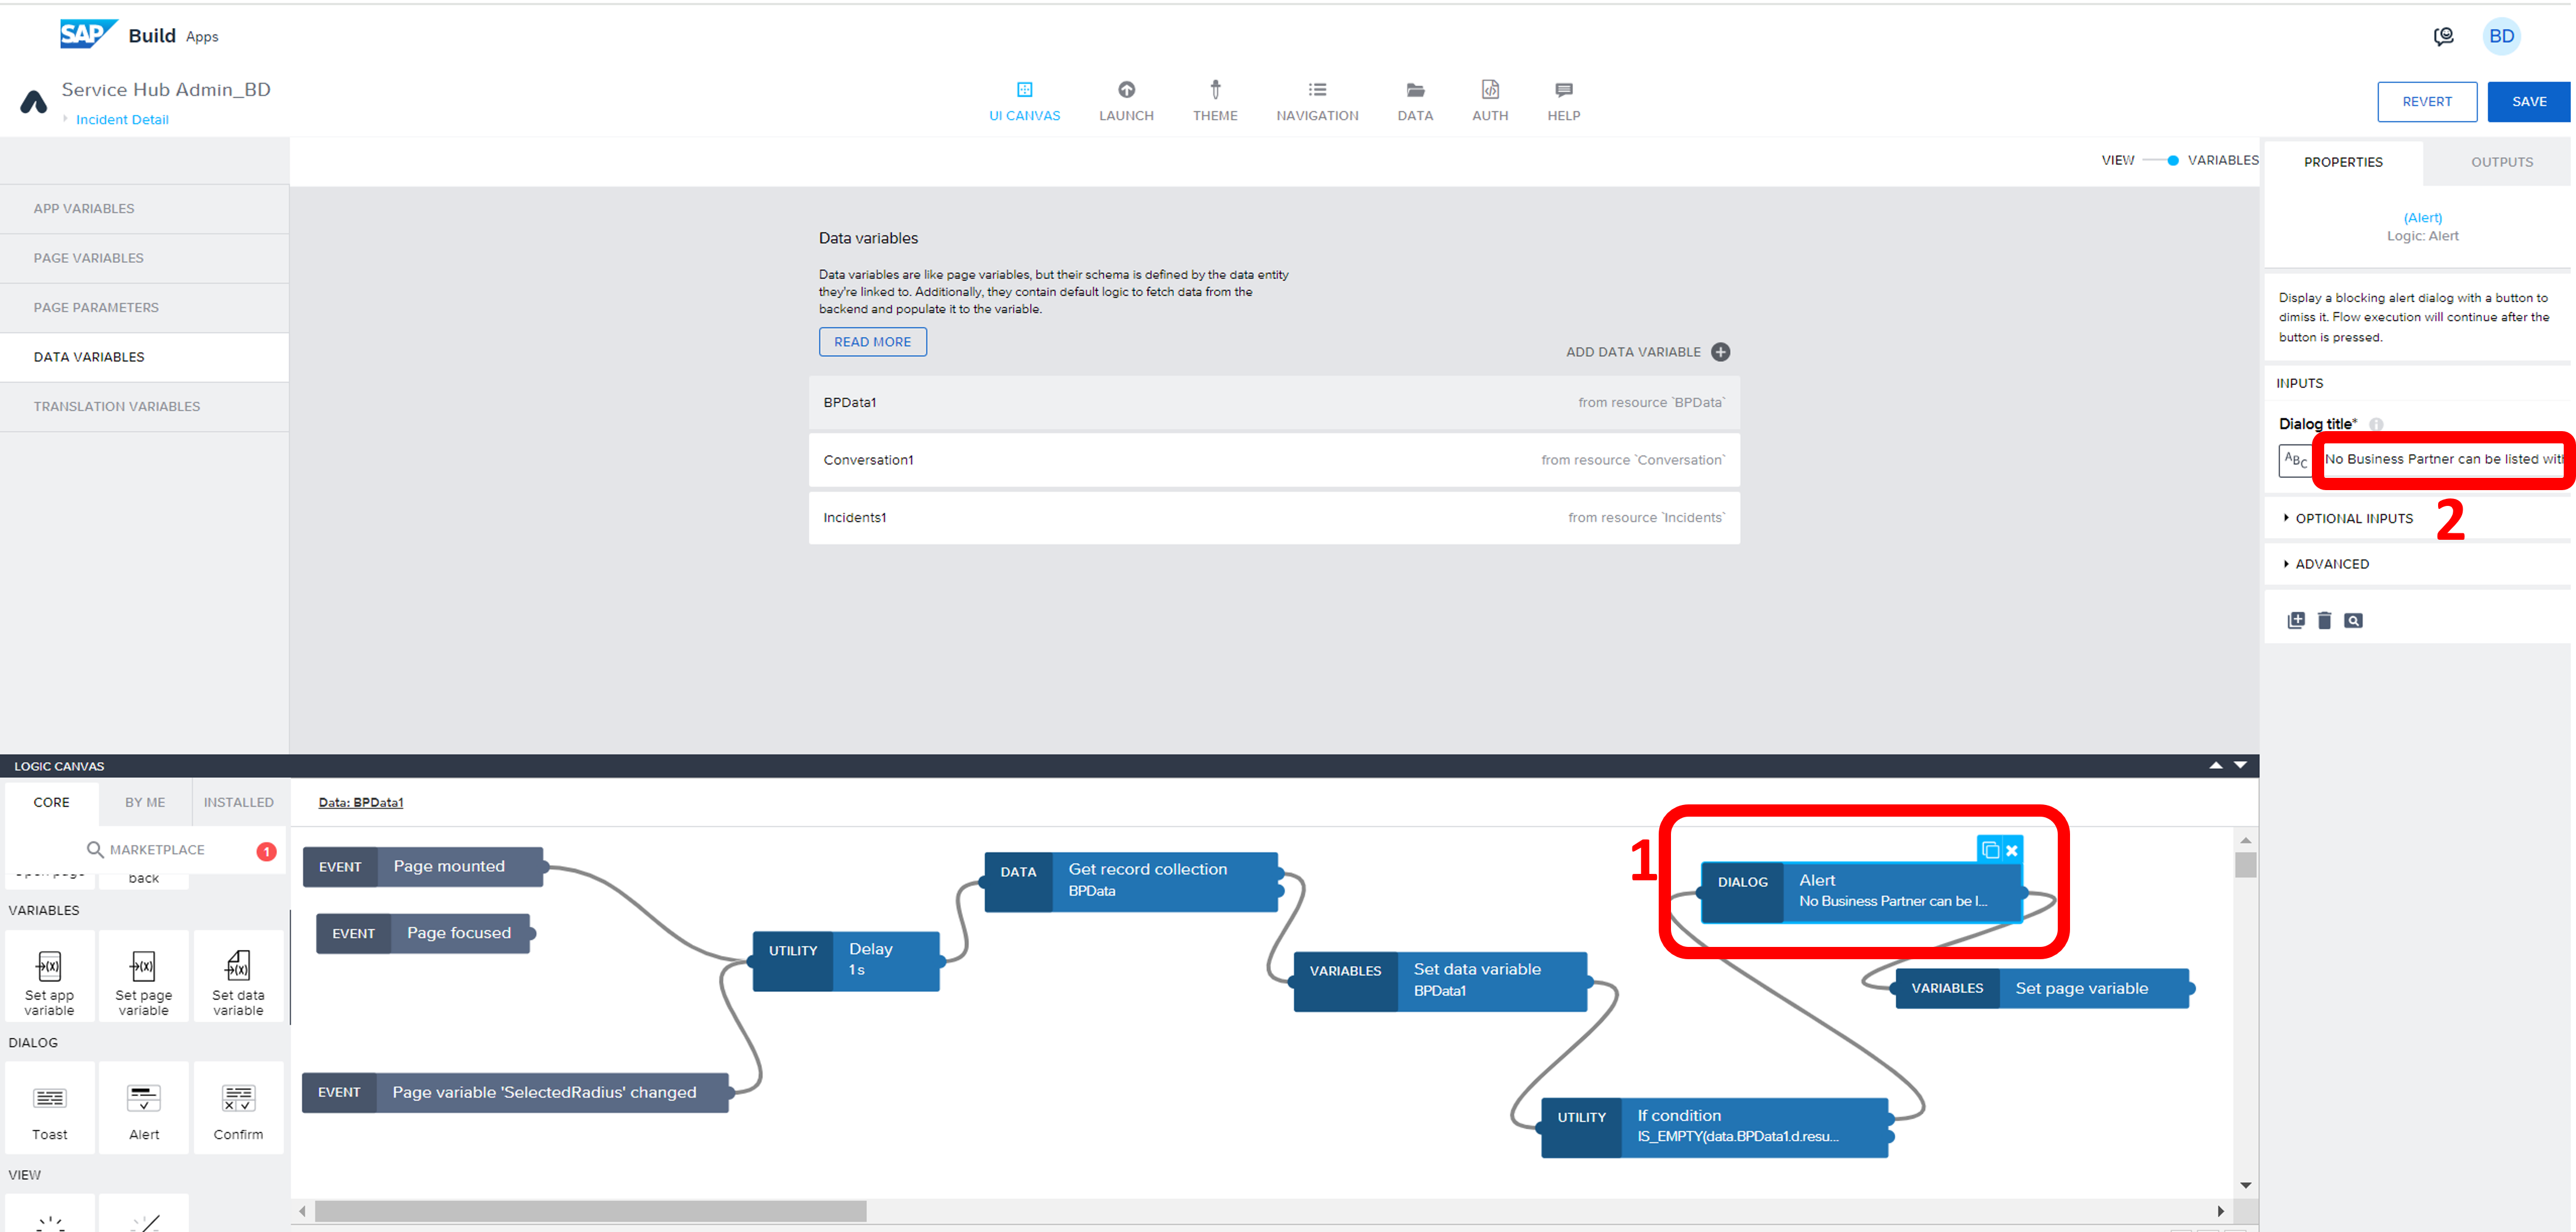 SAP Build Apps
BD
Service Hub Admin_BD
Incident Detail
UI CANVAS
LAUNCH
THEME
NAVIGATION
DATA
AUTH
HELP
REVERT
SAVE
VIEW
VARIABLES
PROPERTIES
OUTPUTS
APP VARIABLES
PAGE VARIABLES
PAGE PARAMETERS
DATA VARIABLES
TRANSLATION VARIABLES
Data variables
Data variables are like page variables, but their schema is defined by the data entity
they're linked to. Additionally, they contain default logic to fetch data from the
backend and populate it to the variable.
READ MORE
ADD DATA VARIABLE
BPData1
from resource `BPData`
Conversation1
from resource `Conversation`
Incidents1
from resource `Incidents`
(Alert)
Logic: Alert
Display a blocking alert dialog with a button to
dimiss it. Flow execution will continue after the
button is pressed.
INPUTS
Dialog title*
ABC
No Business Partner can be listed with
2
OPTIONAL INPUTS
ADVANCED
LOGIC CANVAS
CORE
BY ME
INSTALLED
MARKETPLACE
1
back
VARIABLES
Set app
variable
Set page
variable
Set data
variable
DIALOG
Toast
Alert
Confirm
VIEW
Data: BPData1
EVENT
Page mounted
EVENT
Page focused
EVENT
Page variable 'SelectedRadius' changed
UTILITY
Delay
1 s
DATA
Get record collection
BPData
VARIABLES
Set data variable
BPData1
UTILITY
If condition
IS_EMPTY(data.BPData1.d.resu...
1
DIALOG
Alert
No Business Partner can be l...
VARIABLES
Set page variable